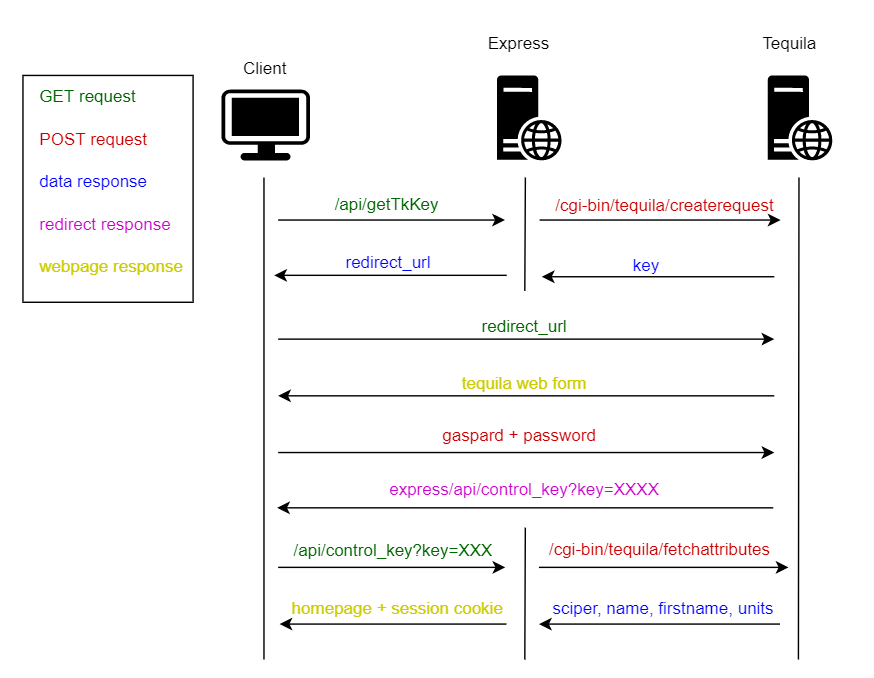 Express
Tequila
Client
GET request
POST request
data response
redirect response
webpage response
/api/getTkKey
/cgi-bin/tequila/createrequest
redirect_url
key
redirect_url
tequila web form
gaspard + password
express/api/control_key?key=XXXX
/api/control_key?key=XXX
/cgi-bin/tequila/fetchattributes
homepage + session cookie
sciper, name, firstname, units